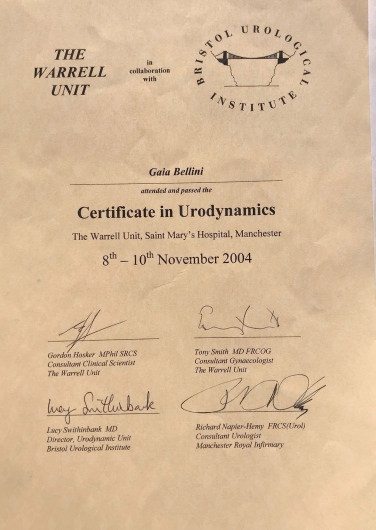 THE
WARRELL
UNIT
in
collaboration
with
BRISTOL UROLOGICAL
INSTITUTE
Gaia Bellini
attended and passed the
Certificate in Urodynamics
The Warrell Unit, Saint Mary's Hospital, Manchester
8th – 10th November 2004
Gordon Hosker MPhil SRCS
Consultant Clinical Scientist
The Warrell Unit
Tony Smith MD FRCOG
Consultant Gynaecologist
The Warrell Unit
Lucy Swithinbank
Lucy Swithinbank MD
Director, Urodynamic Unit
Bristol Urological Institute
Richard Napier-Hemy FRCS(Urol)
Consultant Urologist
Manchester Royal Infirmary